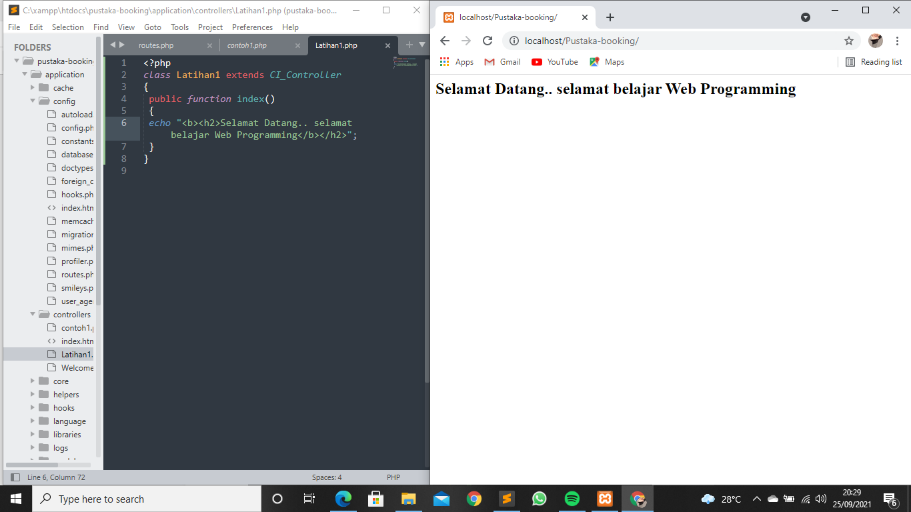 C:\xampp\htdocs\pustaka-booking\application\controllers\Latihan1.php (pustaka-boo...
File Edit Selection Find View Goto Tools Project Preferences Help
FOLDERS
pustaka-bookin
application
cache
config
autoload
config.ph
constants
database
doctypes
foreign_c
hooks.ph
index.htn
memcach
migration
mimes.ph
profiler.p
routes.ph
smileys.p
user_age
controllers
contoh1.p
index.htn
Latihan1.
Welcome
core
helpers
hooks
language
libraries
logs
routes.php contoh1.php Latihan1.php
1 <?php
2 class Latihan1 extends CI_Controller
3 {
4 public function index()
5 {
6 echo "<b><h2>Selamat Datang.. selamat
belajar Web Programming</b></h2>";
7 }
8 }
9
Line 6, Column 72 Spaces: 4 PHP
localhost/Pustaka-booking/
localhost/Pustaka-booking/
Apps Gmail YouTube Maps Reading list
Selamat Datang.. selamat belajar Web Programming
Type here to search
28°C
20:29
25/09/2021
6